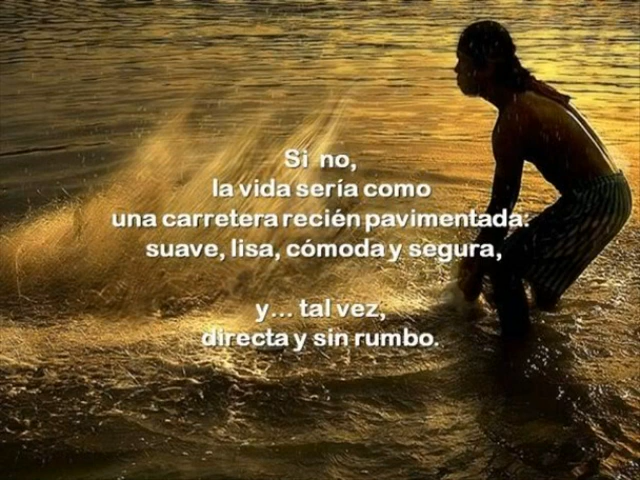 Si no,
la vida sería como
una carretera recién pavimentada:
suave, lisa, cómoda y segura,
y... tal vez,
directa y sin rumbo.